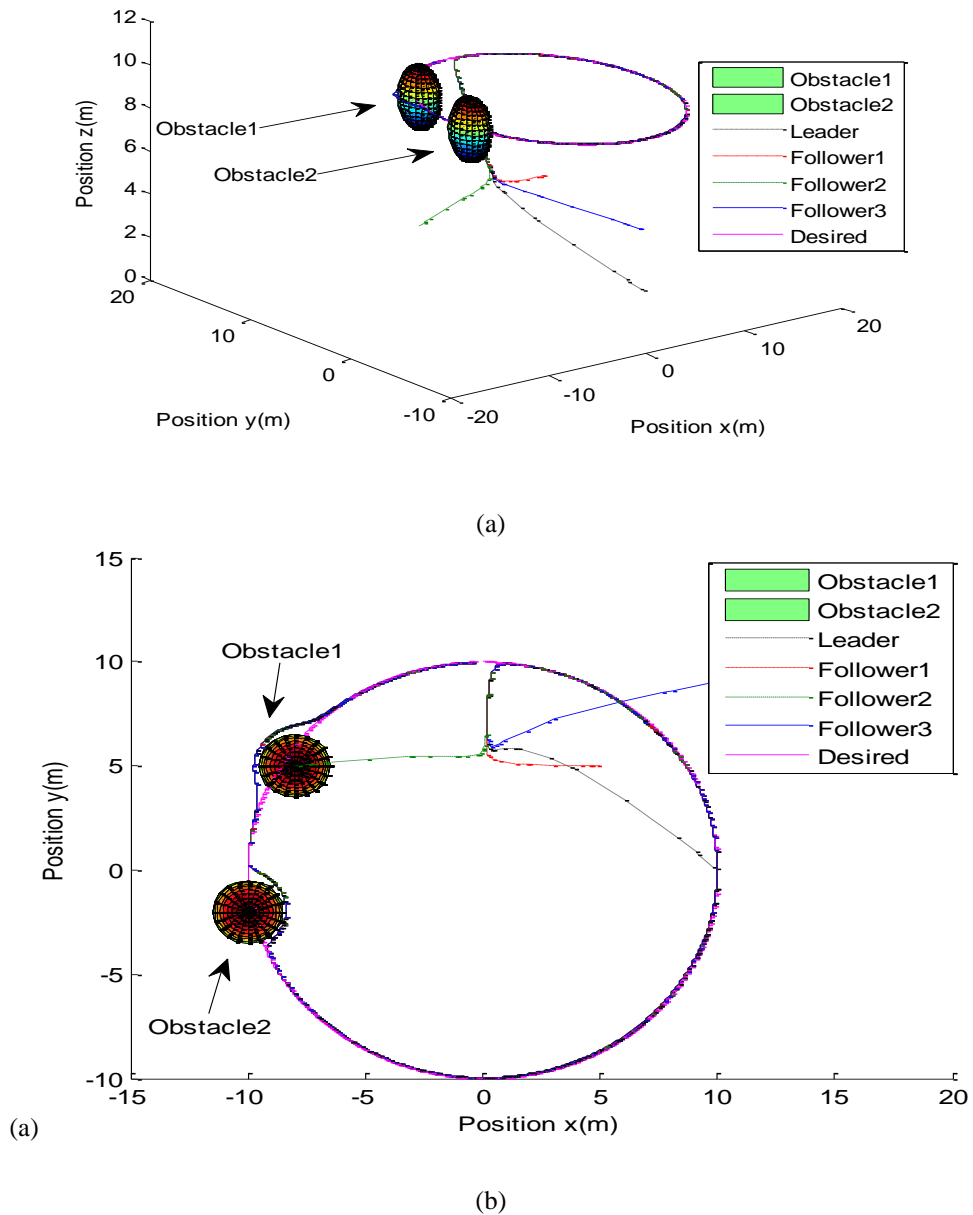 12
10
8
6
4
2
0
Position z(m)
Obstacle1
Obstacle2
Obstacle1
Obstacle2
Leader
Follower1
Follower2
Follower3
Desired
20
10
0
-10
Position y(m)
-20
-10
0
10
20
Position x(m)
(a)
15
10
5
0
-5
-10
Position y(m)
Obstacle1
Obstacle2
Obstacle1
Obstacle2
Leader
Follower1
Follower2
Follower3
Desired
-15
-10
-5
0
5
10
15
20
Position x(m)
(a)
(b)